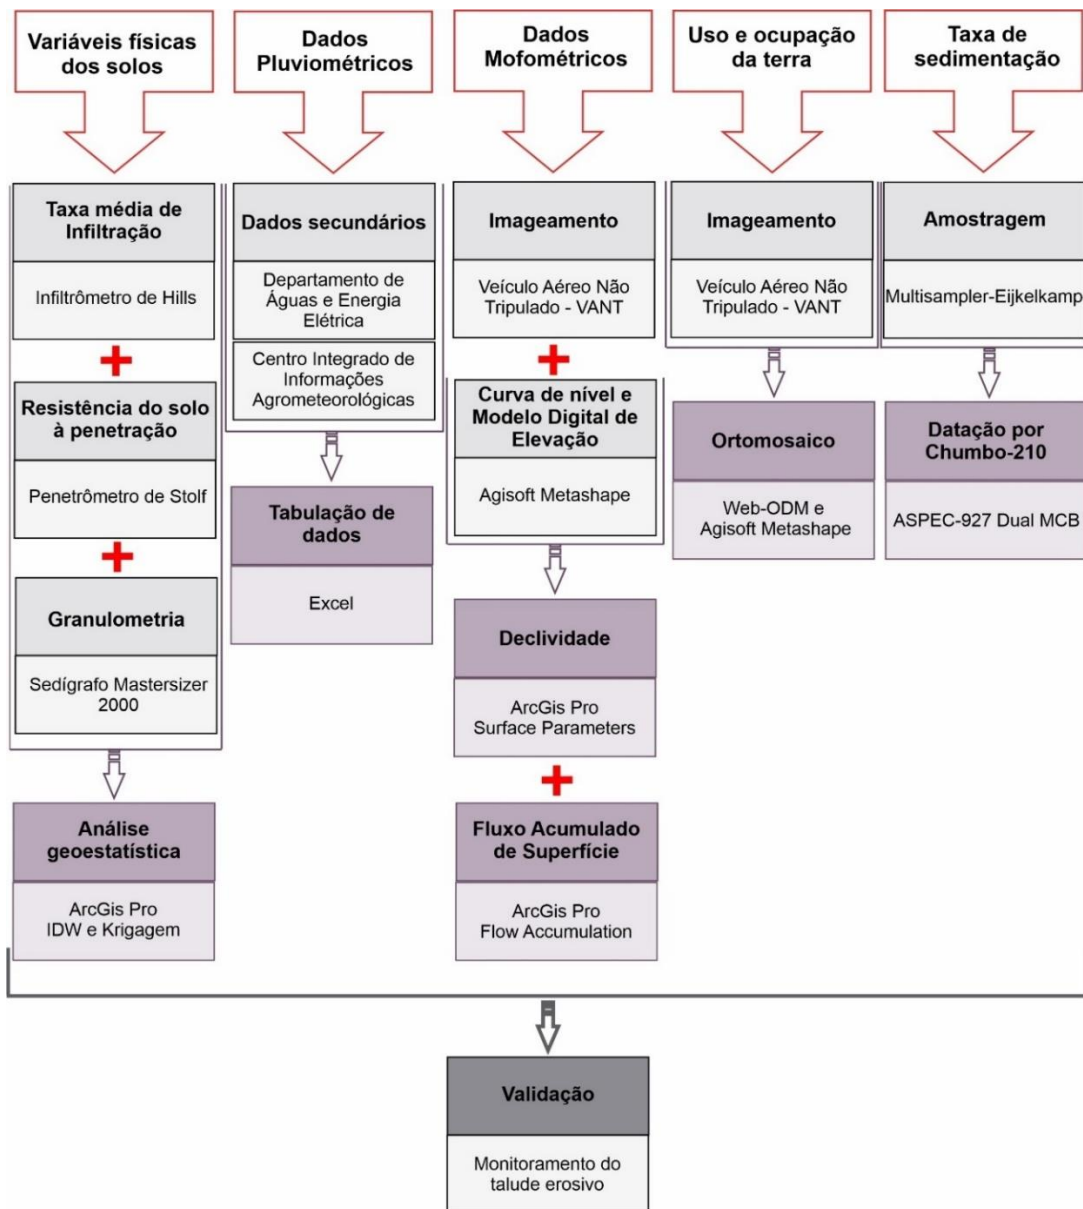 Variáveis físicas
dos solos
Dados
Pluviométricos
Dados
Mofométricos
Uso e ocupação
da terra
Taxa de
sedimentação
Taxa média de
Infiltração
Infiltrômetro de Hills
+
Resistência do solo
à penetração
Penetrômetro de Stolf
+
Granulometria
Sedígrafo Mastersizer
2000
Análise
geoestatística
ArcGis Pro
IDW e Krigagem
Dados secundários
Departamento de
Águas e Energia
Elétrica
Centro Integrado de
Informações
Agrometeorológicas
Tabulação de
dados
Excel
Imageamento
Veículo Aéreo Não
Tripulado - VANT
+
Curva de nível e
Modelo Digital de
Elevação
Agisoft Metashape
Declividade
ArcGis Pro
Surface Parameters
+
Fluxo Acumulado
de Superfície
ArcGis Pro
Flow Accumulation
Imageamento
Veículo Aéreo Não
Tripulado - VANT
Ortomosaico
Web-ODM e
Agisoft Metashape
Amostragem
Multisampler-Eijkelkamp
Datação por
Chumbo-210
ASPEC-927 Dual MCB
Validação
Monitoramento do
talude erosivo